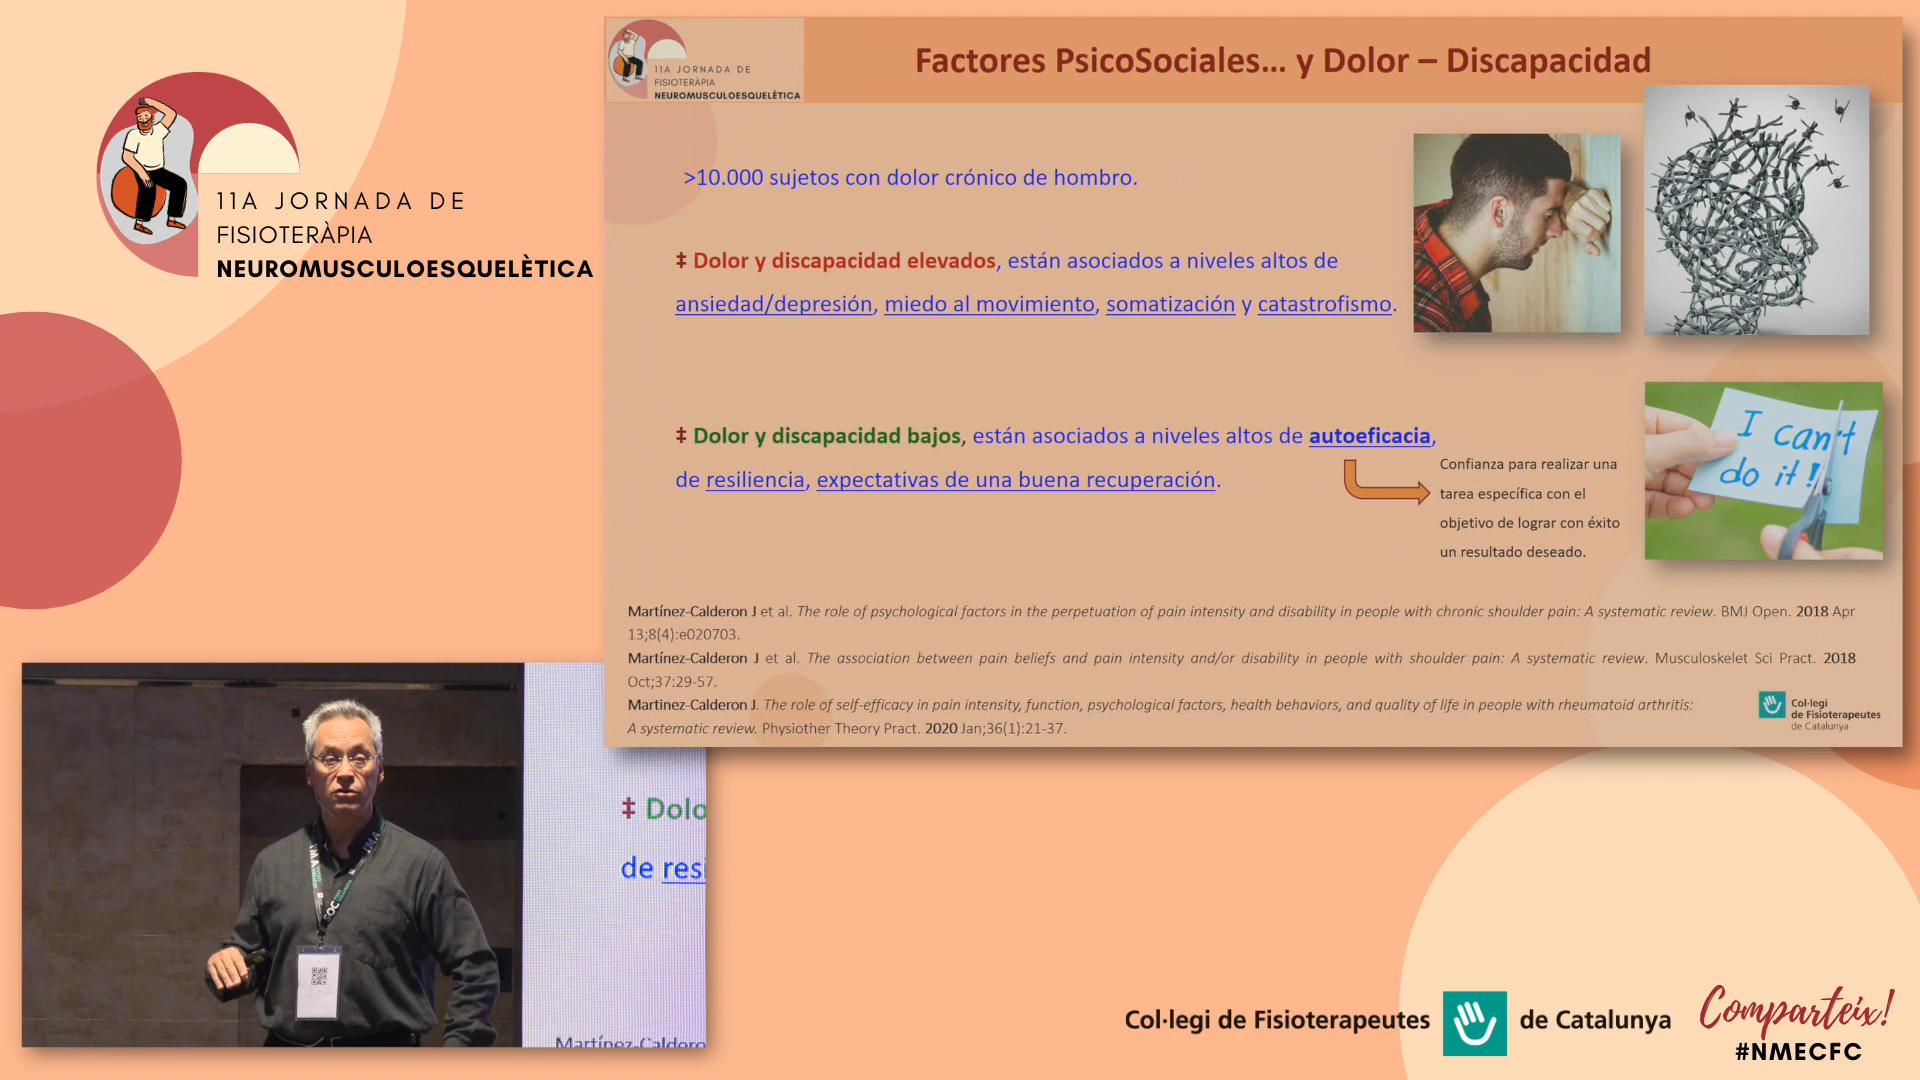 11A JORNADA DE
FISIOTERÀPIA
NEUROMUSCULOESQUELÈTICA
11A JORNADA DE
FISIOTERÀPIA
NEUROMUSCULOESQUELÈTICA
Factores PsicoSociales... y Dolor – Discapacidad
>10.000 sujetos con dolor crónico de hombro.
‡ Dolor y discapacidad elevados, están asociados a niveles altos de
ansiedad/depresión, miedo al movimiento, somatización y catastrofismo.
‡ Dolor y discapacidad bajos, están asociados a niveles altos de autoeficacia,
de resiliencia, expectativas de una buena recuperación.
Confianza para realizar una
tarea específica con el
objetivo de lograr con éxito
un resultado deseado.
I can't
do it!
Martínez-Calderon J et al. The role of psychological factors in the perpetuation of pain intensity and disability in people with chronic shoulder pain: A systematic review. BMJ Open. 2018 Apr
13;8(4):e020703.
Martínez-Calderon J et al. The association between pain beliefs and pain intensity and/or disability in people with shoulder pain: A systematic review. Musculoskelet Sci Pract. 2018
Oct;37:29-57.
Martinez-Calderon J. The role of self-efficacy in pain intensity, function, psychological factors, health behaviors, and quality of life in people with rheumatoid arthritis:
A systematic review. Physiother Theory Pract. 2020 Jan;36(1):21-37.
Col·legi
de Fisioterapeutes
de Catalunya
‡ Dolo
de resi
Martínez-Caldero
Col·legi de Fisioterapeutes de Catalunya
Comparteix!
#NMECFC